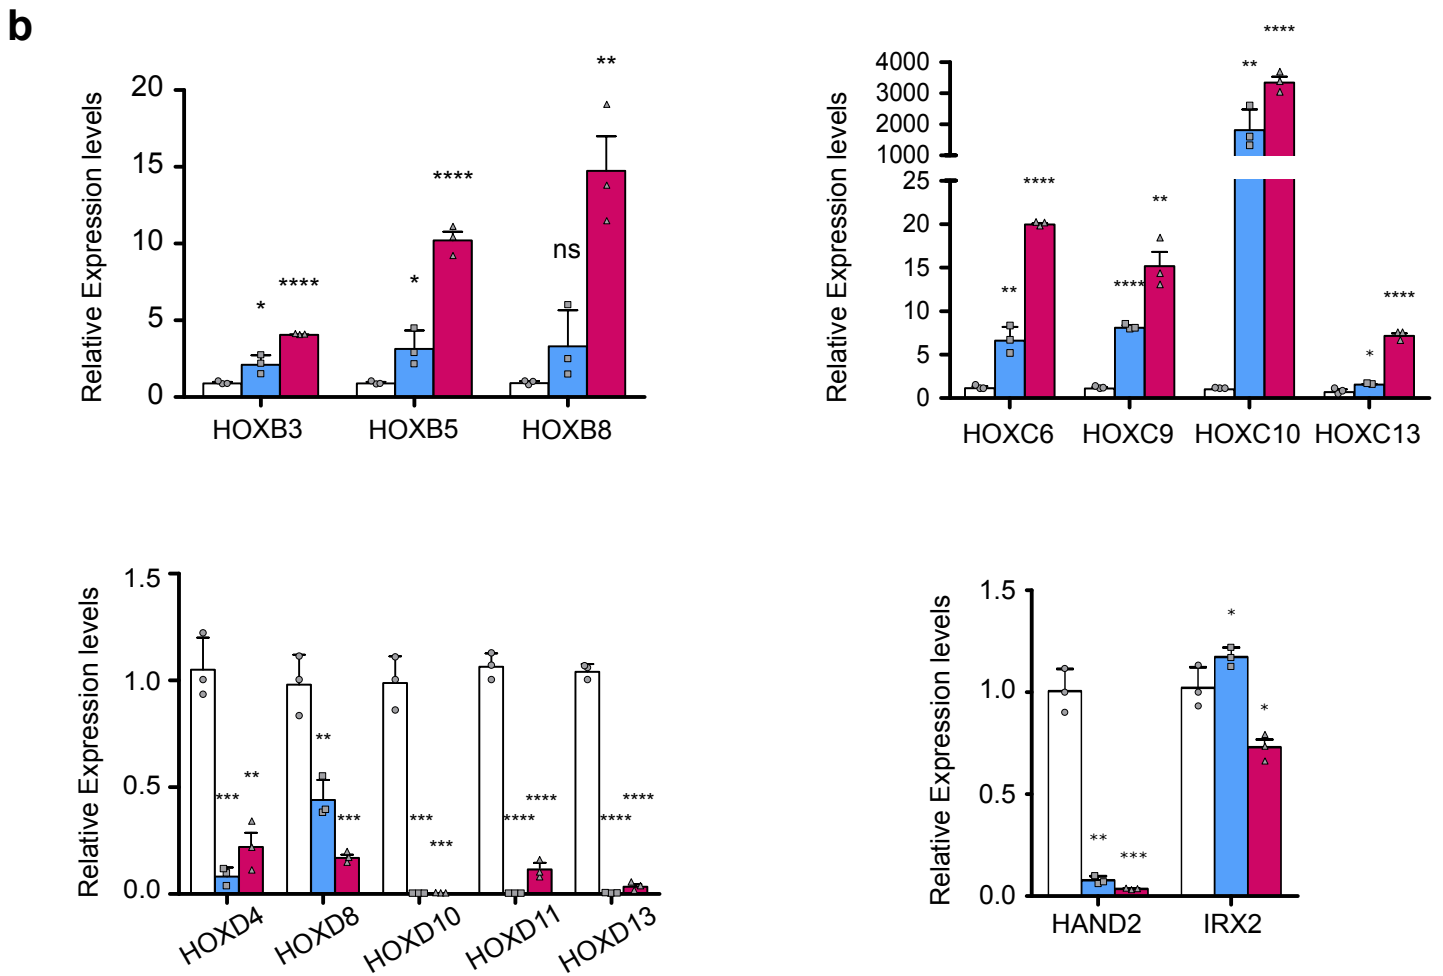 b
Relative Expression levels
20
15
10
5
0
*
****
*
****
ns
**
HOXB3
HOXB5
HOXB8
Relative Expression levels
4000
3000
2000
1000
25
20
15
10
5
0
**
****
****
**
**
****
*
****
HOXC6
HOXC9
HOXC10
HOXC13
Relative Expression levels
1.5
1.0
0.5
0.0
***
**
**
***
***
***
****
****
****
****
HOXD4
HOXD8
HOXD10
HOXD11
HOXD13
Relative Expression levels
1.5
1.0
0.5
0.0
**
***
*
*
HAND2
IRX2